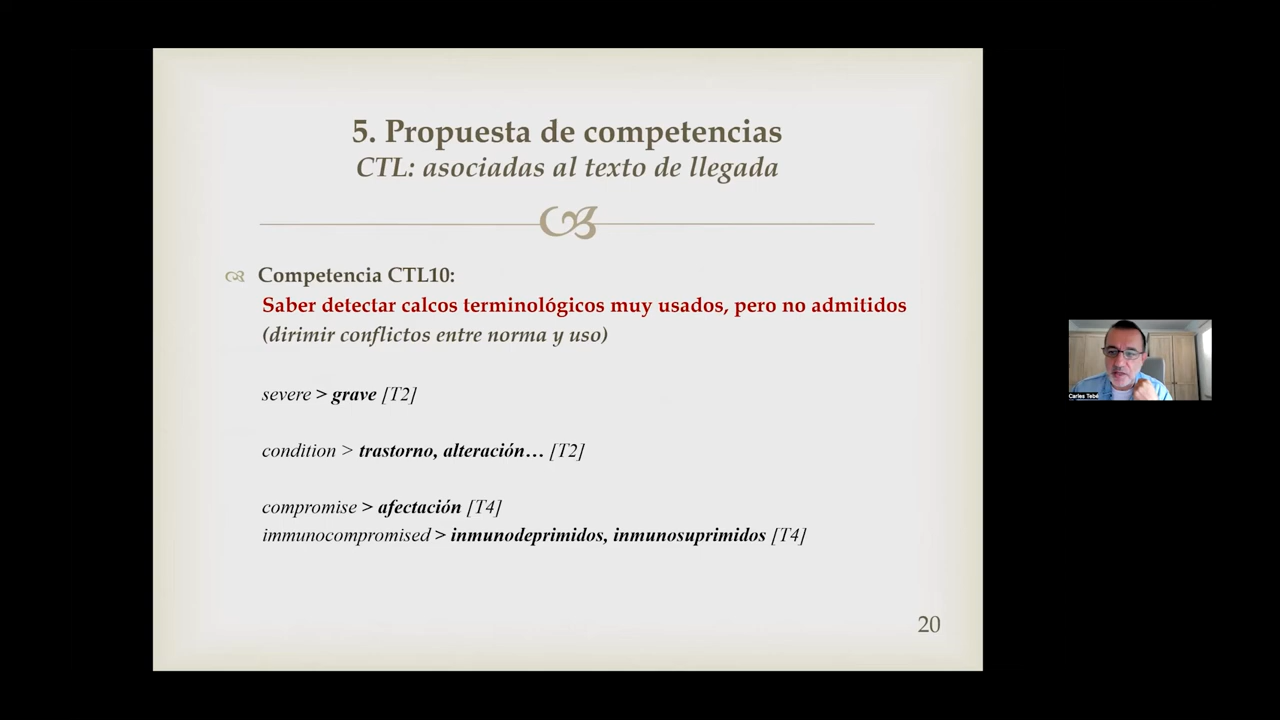 5. Propuesta de competencias
CTL: asociadas al texto de llegada
Competencia CTL10:
Saber detectar calcos terminológicos muy usados, pero no admitidos
(dirimir conflictos entre norma y uso)
severe > grave [T2]
condition > trastorno, alteración… [T2]
compromise > afectación [T4]
immunocompromised > inmunodeprimidos, inmunosuprimidos [T4]
20
Carles Tebé